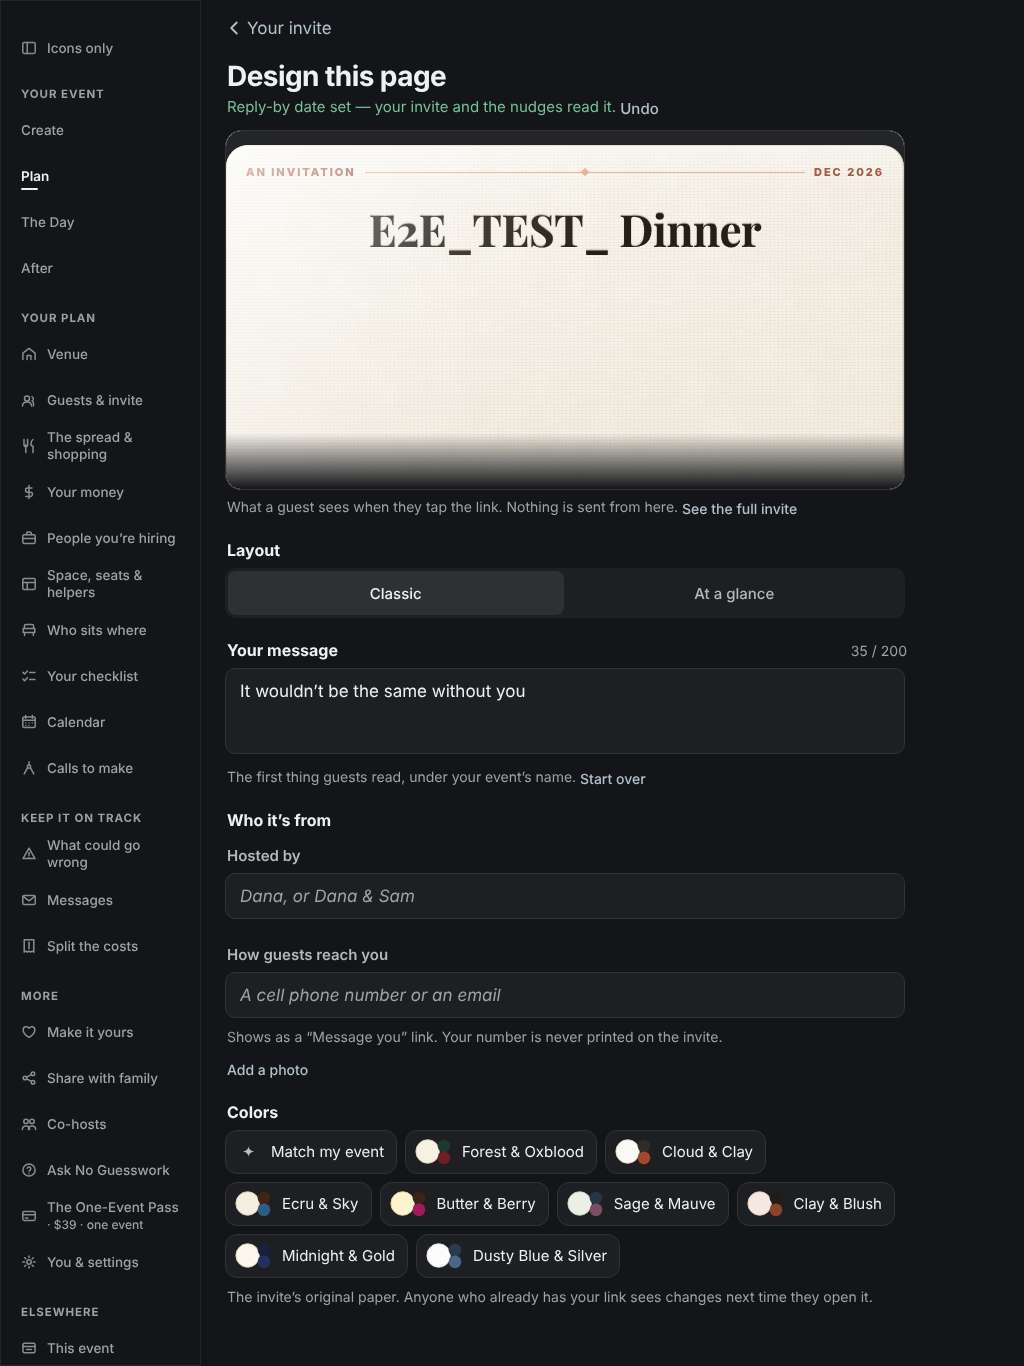 Icons only
YOUR EVENT
Create
Plan
The Day
After
YOUR PLAN
Venue
Guests & invite
The spread &
shopping
Your money
People you’re hiring
Space, seats &
helpers
Who sits where
Your checklist
Calendar
Calls to make
KEEP IT ON TRACK
What could go
wrong
Messages
Split the costs
MORE
Make it yours
Share with family
Co-hosts
Ask No Guesswork
The One-Event Pass
· $39 · one event
You & settings
ELSEWHERE
This event
Your invite
Design this page
Reply-by date set — your invite and the nudges read it. Undo
AN INVITATION DEC 2026
E2E_TEST_ Dinner
What a guest sees when they tap the link. Nothing is sent from here. See the full invite
Layout
Classic At a glance
Your message 35 / 200
It wouldn’t be the same without you
The first thing guests read, under your event’s name. Start over
Who it’s from
Hosted by
Dana, or Dana & Sam
How guests reach you
A cell phone number or an email
Shows as a “Message you” link. Your number is never printed on the invite.
Add a photo
Colors
Match my event Forest & Oxblood Cloud & Clay
Ecru & Sky Butter & Berry Sage & Mauve Clay & Blush
Midnight & Gold Dusty Blue & Silver
The invite’s original paper. Anyone who already has your link sees changes next time they open it.